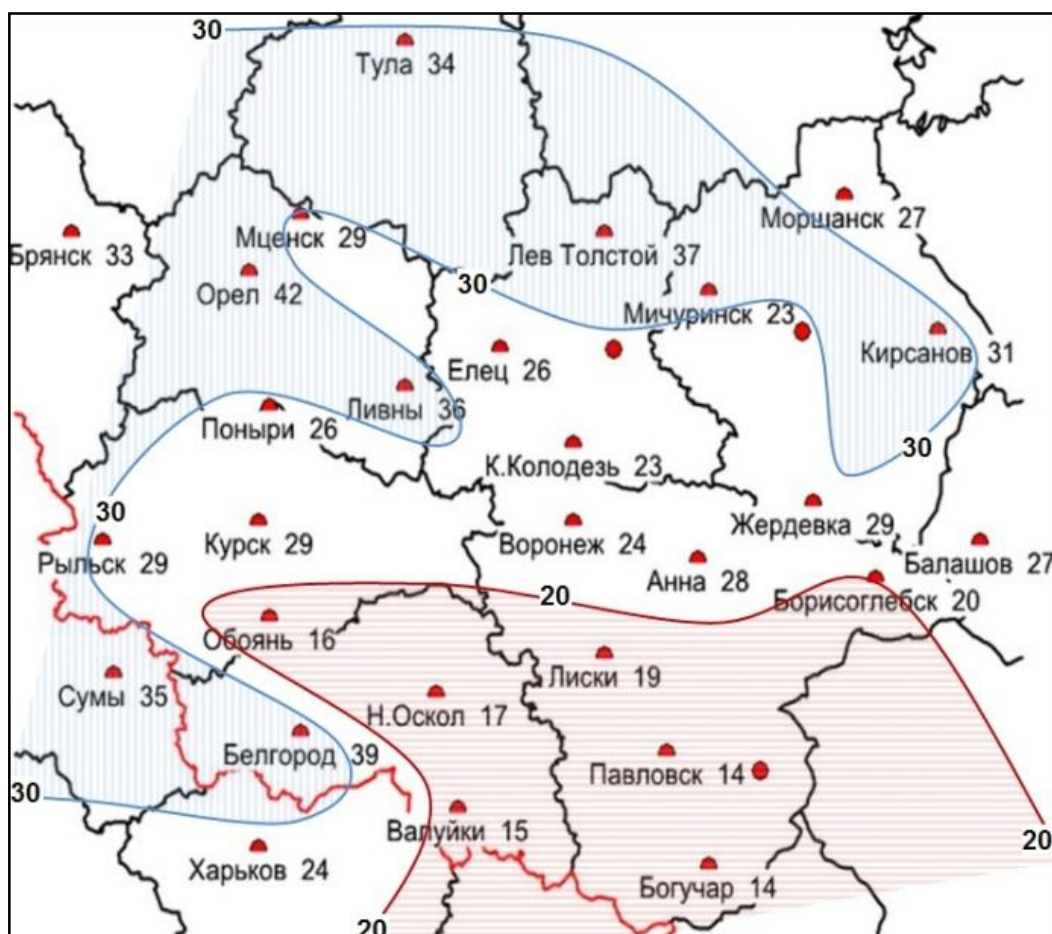 30
Тула 34
Моршанск 27
Мценск 29
Брянск 33
Лев Толстой 37
30
Орел 42
Мичуринск 23
Кирсанов 31
Елец 26
Ливны 36
Поныри 26
30
К.Колодезь 23
30
Жердевка 29
Рыльск 29
Курск 29
Воронеж 24
Балашов 27
Анна 28
20
Борисоглебск 20
Обоянь 16
Лиски 19
Сумы 35
Н.Оскол 17
Белгород 39
Павловск 14
30
Валуйки 15
20
Харьков 24
Богучар 14
20